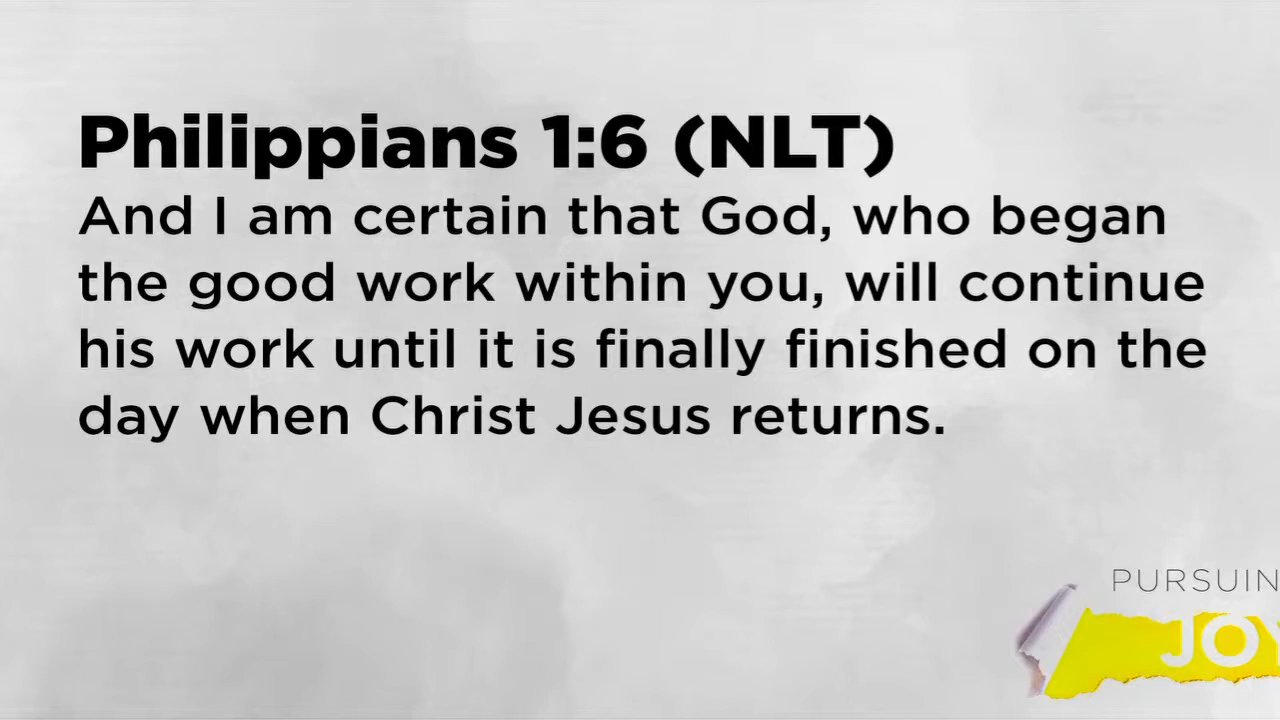 Philippians 1:6 (NLT)
And I am certain that God, who began
the good work within you, will continue
his work until it is finally finished on the
day when Christ Jesus returns.
PURSUIN
JOY